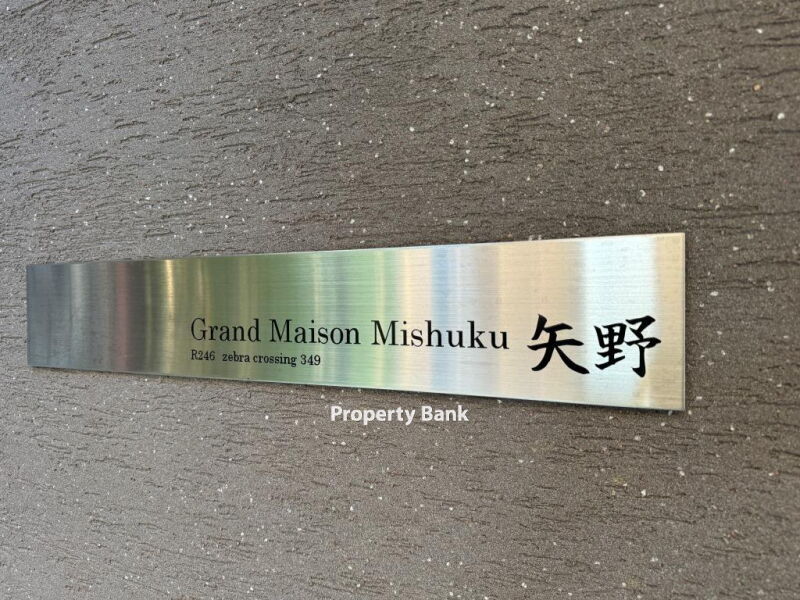 Grand Maison Mishuku 矢野
R246 zebra crossing 349
Property Bank